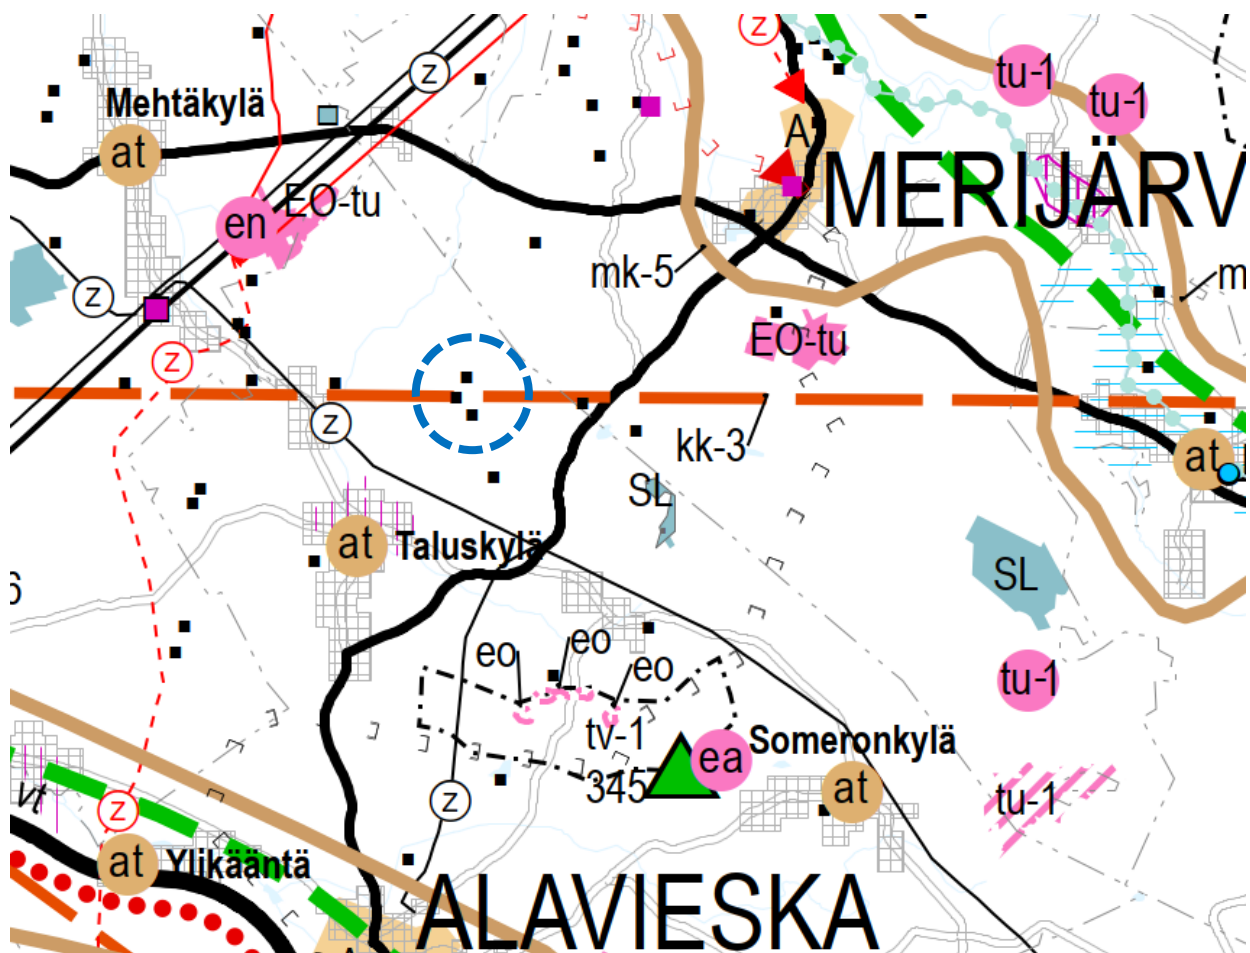 z
z
tu-1
tu-1
Mehtäkylä
A
at
MERIJÄRV
EO-tu
en
mk-5
m
z
EO-tu
z
z
kk-3
at
SL
at
Taluskylä
SL
6
eo
eo
eo
tu-1
tv-1
Someronkylä
ea
345
at
z
z
tu-1
vt
at
Ylikääntä
ALAVIESKA